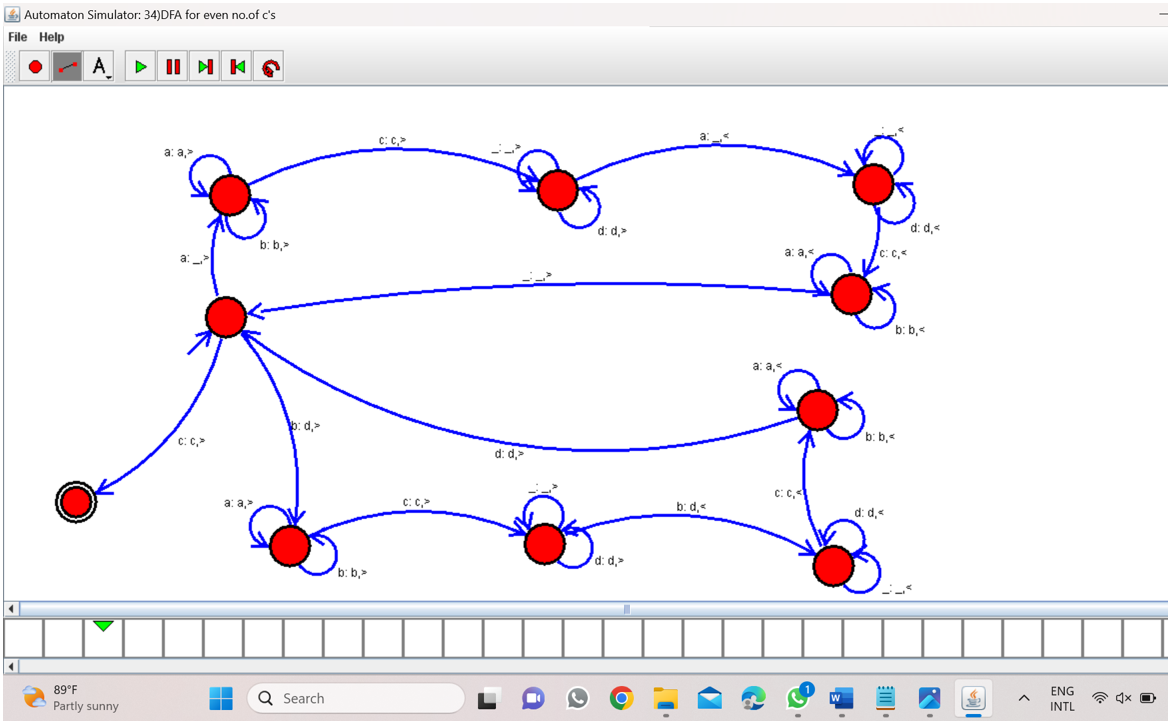 Automaton Simulator: 34)DFA for even no.of c's
File Help
A
_: _,<
a: _,<
c: c,>
_: _,>
a: a,>
d: d,<
d: d,>
b: b,>
a: a,<
c: c,<
a: _,>
_: _,>
b: b,<
a: a,<
b: d,>
b: b,<
c: c,>
d: d,>
_: _,>
c: c,<
a: a,>
c: c,>
b: d,<
d: d,<
d: d,>
b: b,>
_: _,<
89°F
Partly sunny
Search
1
W
ENG
INTL